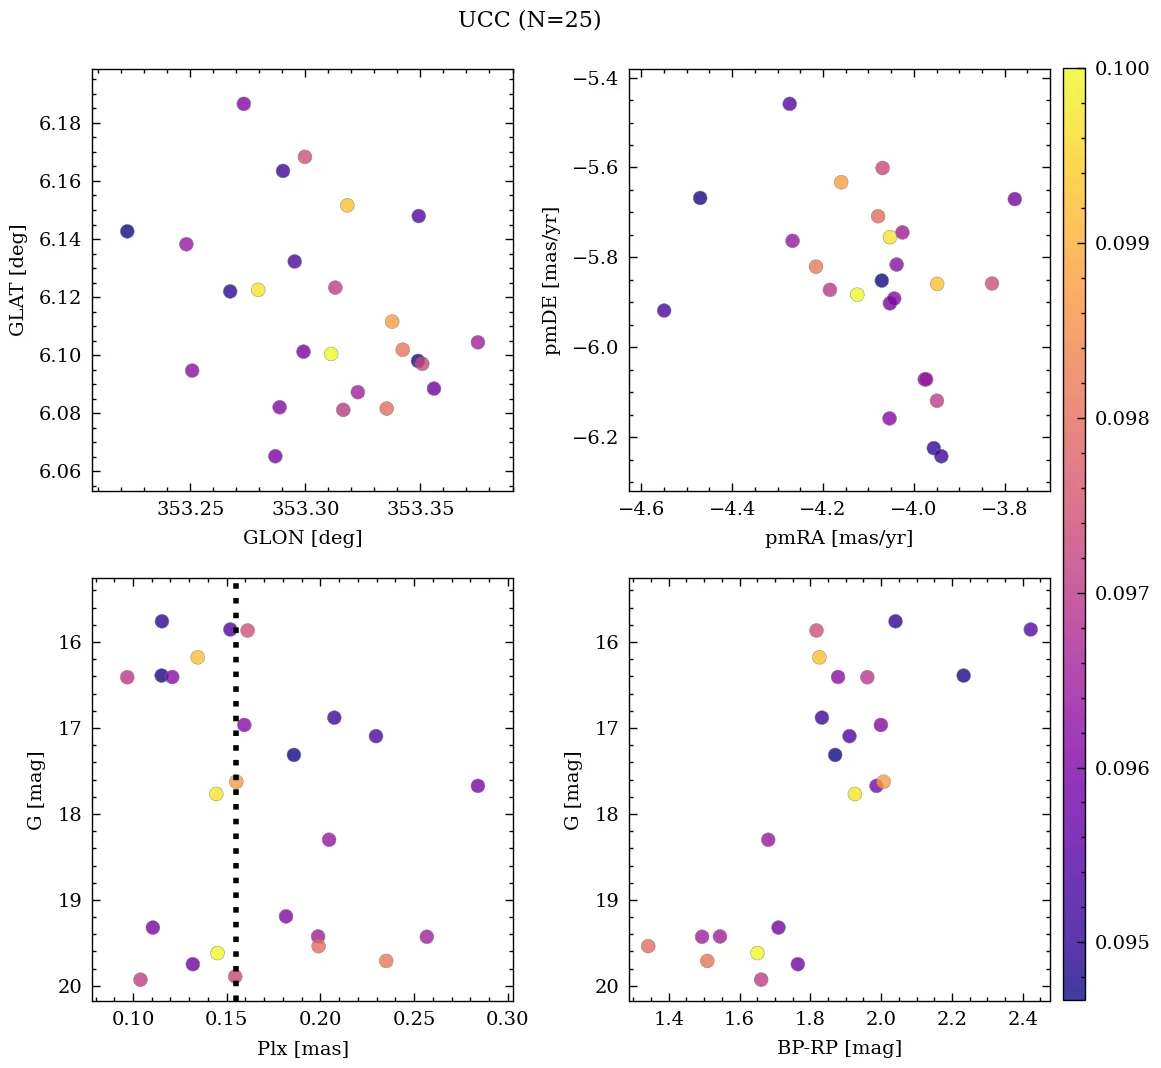 UCC (N=25)
6.18
6.16
6.14
6.12
6.10
6.08
6.06
GLAT [deg]
353.25 353.30 353.35
GLON [deg]
−5.4
−5.6
−5.8
−6.0
−6.2
pmDE [mas/yr]
−4.6 −4.4 −4.2 −4.0 −3.8
pmRA [mas/yr]
0.100
0.099
0.098
0.097
0.096
0.095
16
17
18
19
20
G [mag]
0.10 0.15 0.20 0.25 0.30
Plx [mas]
16
17
18
19
20
G [mag]
1.4 1.6 1.8 2.0 2.2 2.4
BP-RP [mag]